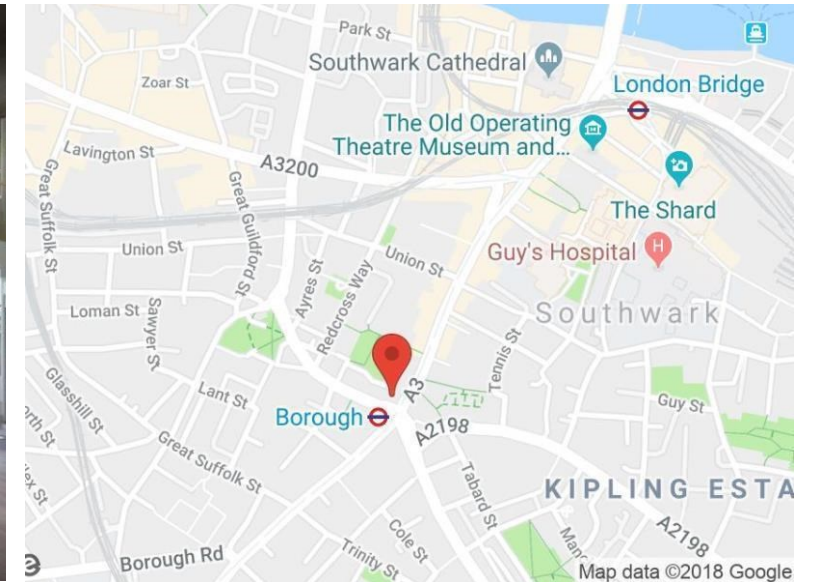 Park St
Southwark Cathedral
Zoar St
London Bridge
The Old Operating
Theatre Museum and...
Lavington St
A3200
Great Suffolk St
Great Guildford St
The Shard
Union St
Union St
Guy's Hospital
H
Ayres St
Redcross Way
Loman St
Sawyer St
Southwark
Tennis St
Glasshill St
Lant St
A3
Guy St
Borough
A2198
Great Suffolk St
Tabard St
KIPLING ESTA
A2198
Cole St
Borough Rd
Trinity St
Map data ©2018 Google